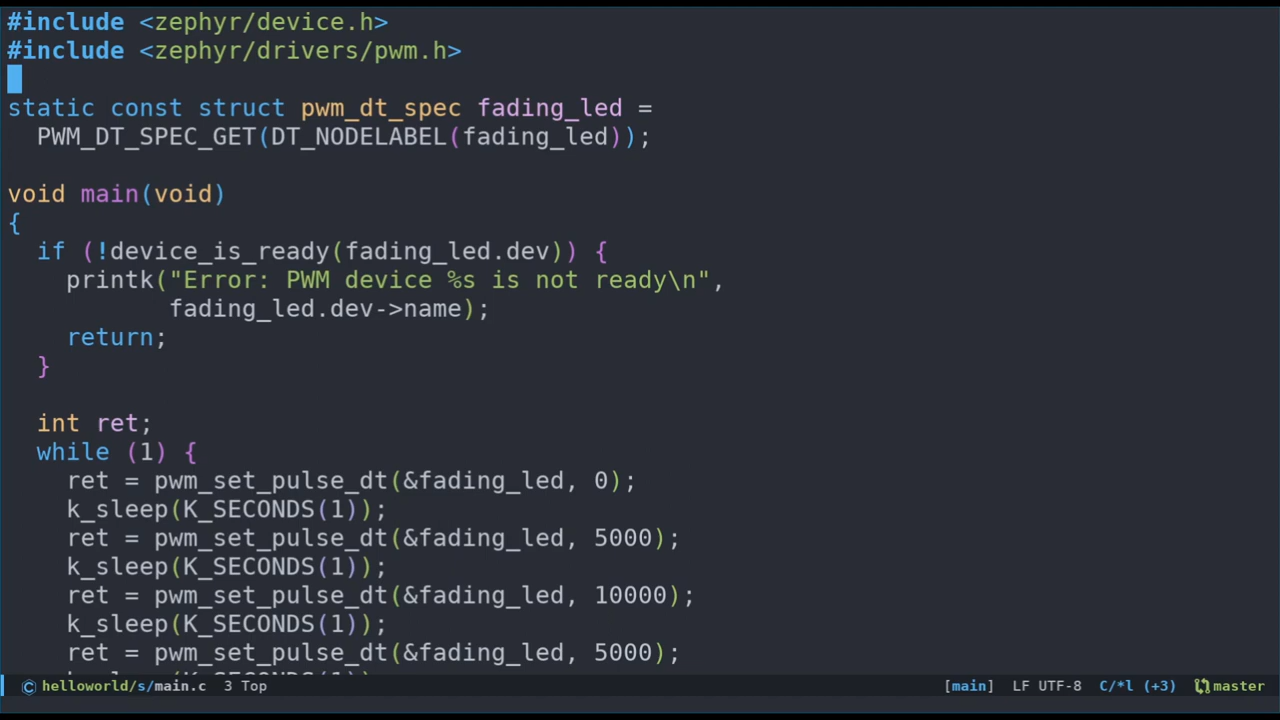 #include <zephyr/device.h>
#include <zephyr/drivers/pwm.h>
static const struct pwm_dt_spec fading_led =
  PWM_DT_SPEC_GET(DT_NODELABEL(fading_led));
void main(void)
{
  if (!device_is_ready(fading_led.dev)) {
    printk("Error: PWM device %s is not ready\n",
           fading_led.dev->name);
    return;
  }
  int ret;
  while (1) {
    ret = pwm_set_pulse_dt(&fading_led, 0);
    k_sleep(K_SECONDS(1));
    ret = pwm_set_pulse_dt(&fading_led, 5000);
    k_sleep(K_SECONDS(1));
    ret = pwm_set_pulse_dt(&fading_led, 10000);
    k_sleep(K_SECONDS(1));
    ret = pwm_set_pulse_dt(&fading_led, 5000);
helloworld/s/main.c 3 Top [main] LF UTF-8 C/*l (+3) master